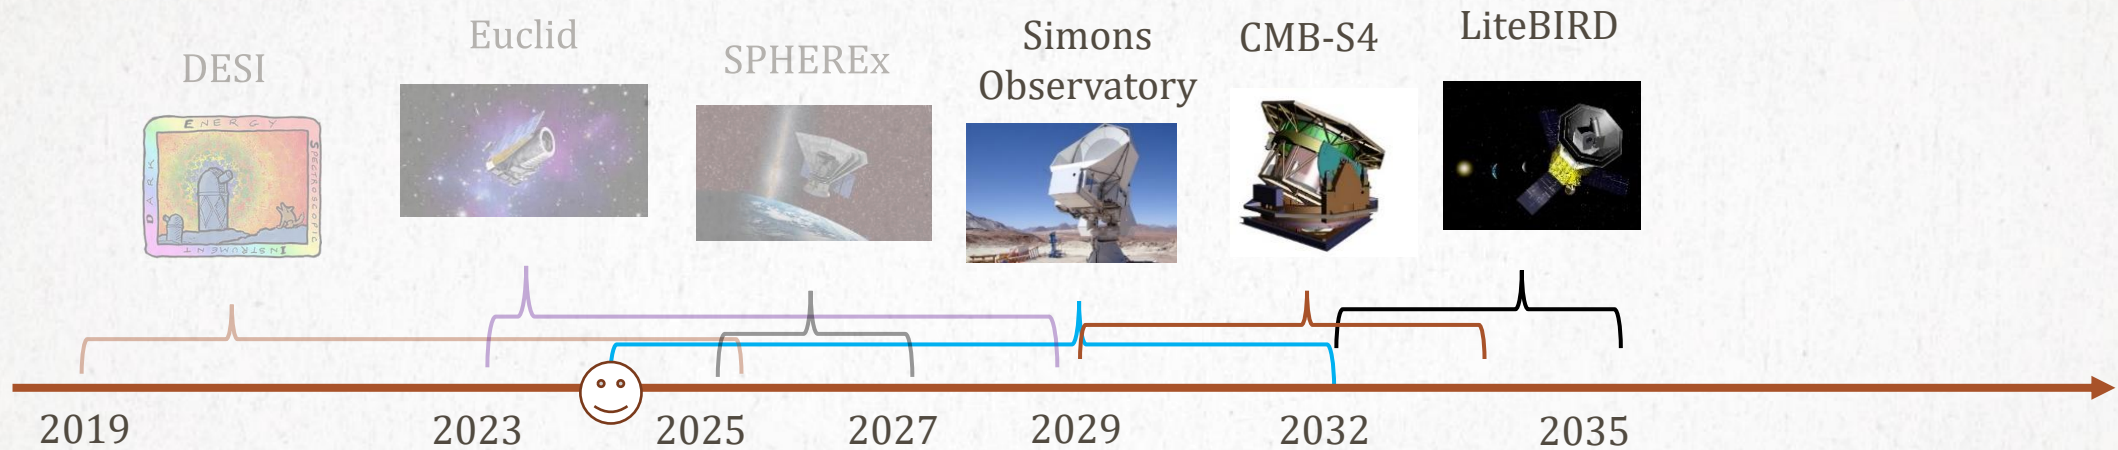 DESI
Euclid
SPHEREx
Simons
Observatory
CMB-S4
LiteBIRD
DARK
ENERGY
SPECTROSCOPIC
INSTRUMENT
2019
2023
2025
2027
2029
2032
2035